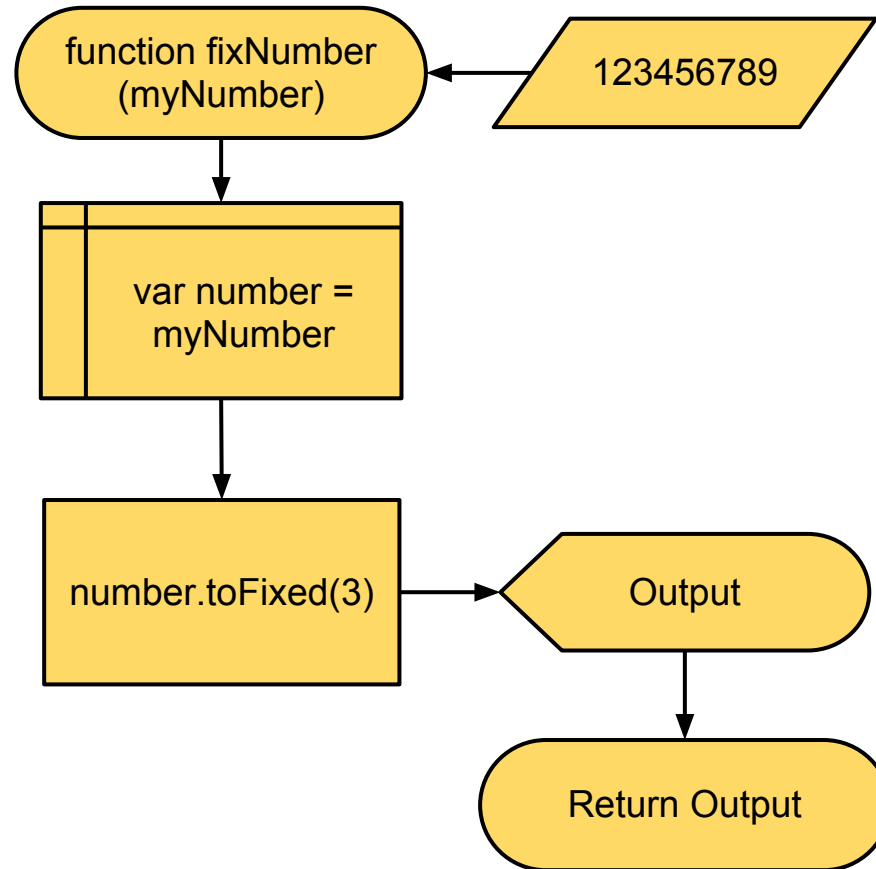 function fixNumber
(myNumber)
123456789
var number =
myNumber
number.toFixed(3)
Output
Return Output